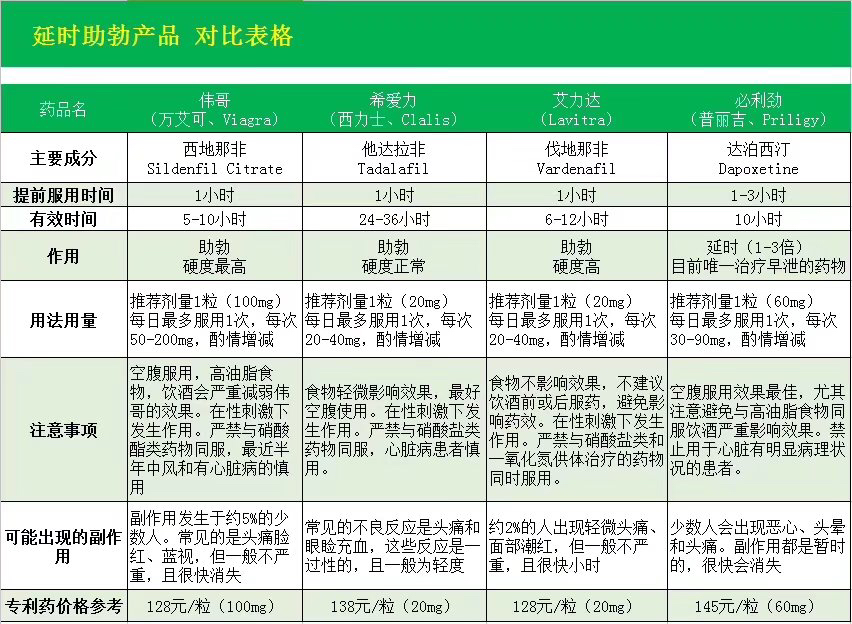 延时助勃产品 对比表格
药品名
伟哥
（万艾可、Viagra）
希爱力
（西力士、Clalis）
艾力达
（Lavitra）
必利劲
（普丽吉、Priligy）
主要成分
西地那非
Sildenfil Citrate
他达拉非
Tadalafil
伐地那非
Vardenafil
达泊西汀
Dapoxetine
提前服用时间
1小时
1小时
1小时
1-3小时
有效时间
5-10小时
24-36小时
6-12小时
10小时
作用
助勃
硬度最高
助勃
硬度正常
助勃
硬度高
延时（1-3倍）
目前唯一治疗早泄的药物
用法用量
推荐剂量1粒（100mg）
每日最多服用1次，每次
50-200mg，酌情增减
推荐剂量1粒（20mg）
每日最多服用1次，每次
20-40mg，酌情增减
推荐剂量1粒（20mg）
每日最多服用1次，每次
20-40mg，酌情增减
推荐剂量1粒（60mg）
每日最多服用1次，每次
30-90mg，酌情增减
注意事项
空腹服用，高油脂食
物，饮酒会严重减弱伟
哥的效果。在性刺激下
发生作用。严禁与硝酸
酯类药物同服，最近半
年中风和有心脏病的慎
用
食物轻微影响效果，最好
空腹使用。在性刺激下发
生作用。严禁与硝酸盐类
药物同服，心脏病患者慎
用。
食物不影响效果，不建议
饮酒前或后服药，避免影
响药效。在性刺激下发生
作用。严禁与硝酸盐类和
一氧化氮供体治疗的药物
同时服用。
空腹服用效果最佳，尤其
注意避免与高油脂食物同
服饮酒严重影响效果。禁
止用于心脏有明显病理状
况的患者。
可能出现的副作
用
副作用发生于约5%的少
数人。常见的是头痛脸
红、蓝视，但一般不严
重，且很快消失
常见的不良反应是头痛和
眼睑充血，这些反应是一
过性的，且一般为轻度
约2%的人出现轻微头痛、
面部潮红，但一般不严
重，且很快小时
少数人会出现恶心、头晕
和头痛。副作用都是暂时
的，很快会消失
专利药价格参考
128元/粒（100mg）
138元/粒（20mg）
128元/粒（20mg）
145元/粒（60mg）